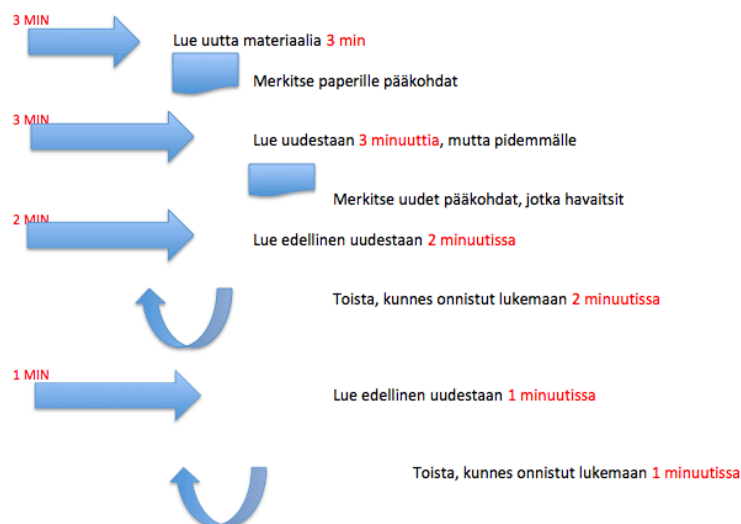 3 MIN
Lue uutta materiaalia 3 min
Merkitse paperille pääkohdat
3 MIN
Lue uudestaan 3 minuuttia, mutta pidemmälle
Merkitse uudet pääkohdat, jotka havaitsit
2 MIN
Lue edellinen uudestaan 2 minuutissa
Toista, kunnes onnistut lukemaan 2 minuutissa
1 MIN
Lue edellinen uudestaan 1 minuutissa
Toista, kunnes onnistut lukemaan 1 minuutissa